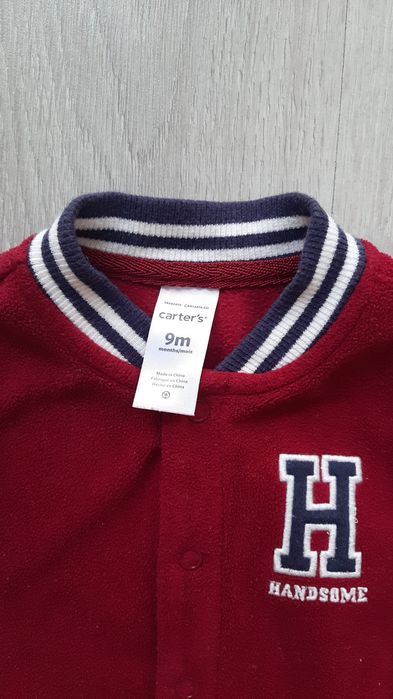 carter's®
9m
months/mois
Made in China
Fabriqué en Chine
Hecho en China
H
HANDSOME